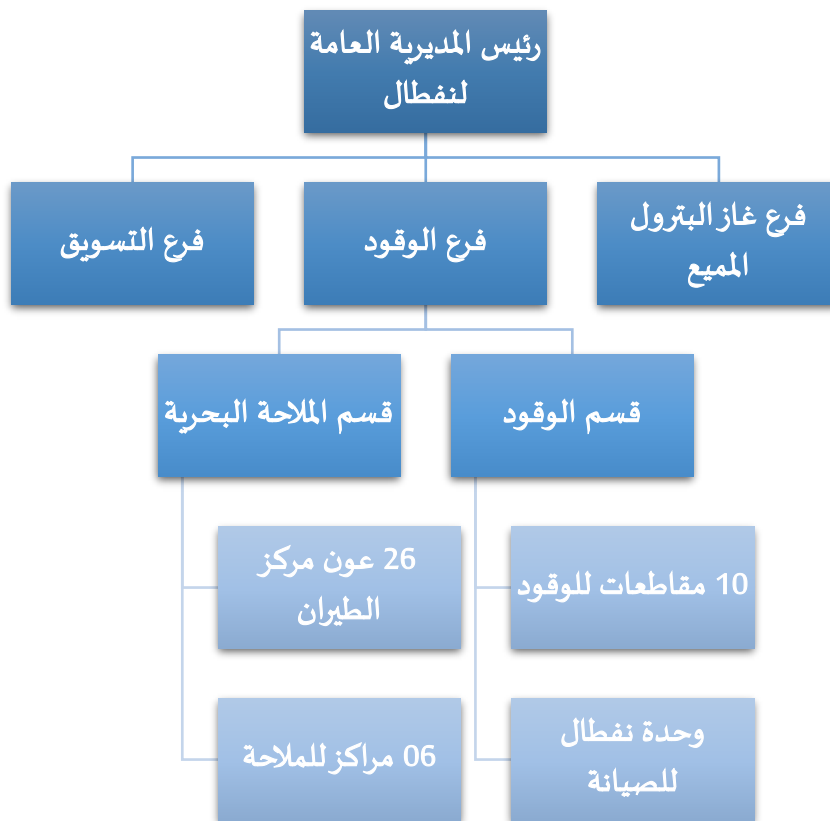 رئيس المديرية العامة
لنفطال
فرع غاز البترول
المميع
فرع الوقود
فرع التسويق
قسم الوقود
قسم الملاحة البحرية
10 مقاطعات للوقود
26 عون مركز
الطيران
وحدة نفطال
للصيانة
06 مراكز للملاحة